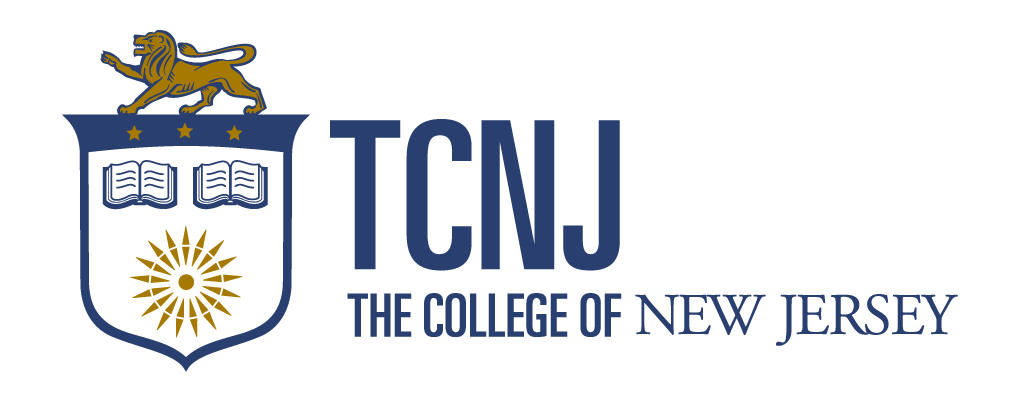 TCNJ
THE COLLEGE OF NEW JERSEY